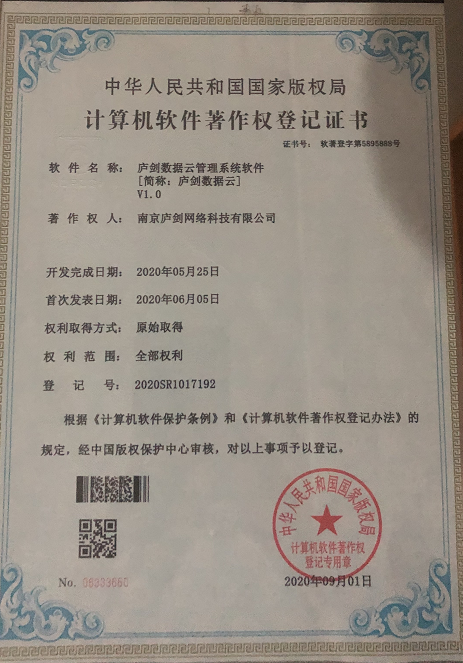 中华人民共和国国家版权局
计算机软件著作权登记证书
证书号： 软著登字第5895888号
软件名称： 庐剑数据云管理系统软件
[简称：庐剑数据云]
V1.0
著作权人： 南京庐剑网络科技有限公司
开发完成日期： 2020年05月25日
首次发表日期： 2020年06月05日
权利取得方式： 原始取得
权利范围： 全部权利
登记号： 2020SR1017192
根据《计算机软件保护条例》和《计算机软件著作权登记办法》的
规定，经中国版权保护中心审核，对以上事项予以登记。
中华人民共和国国家版权局
计算机软件著作权
登记专用章
No.
2020年09月01日